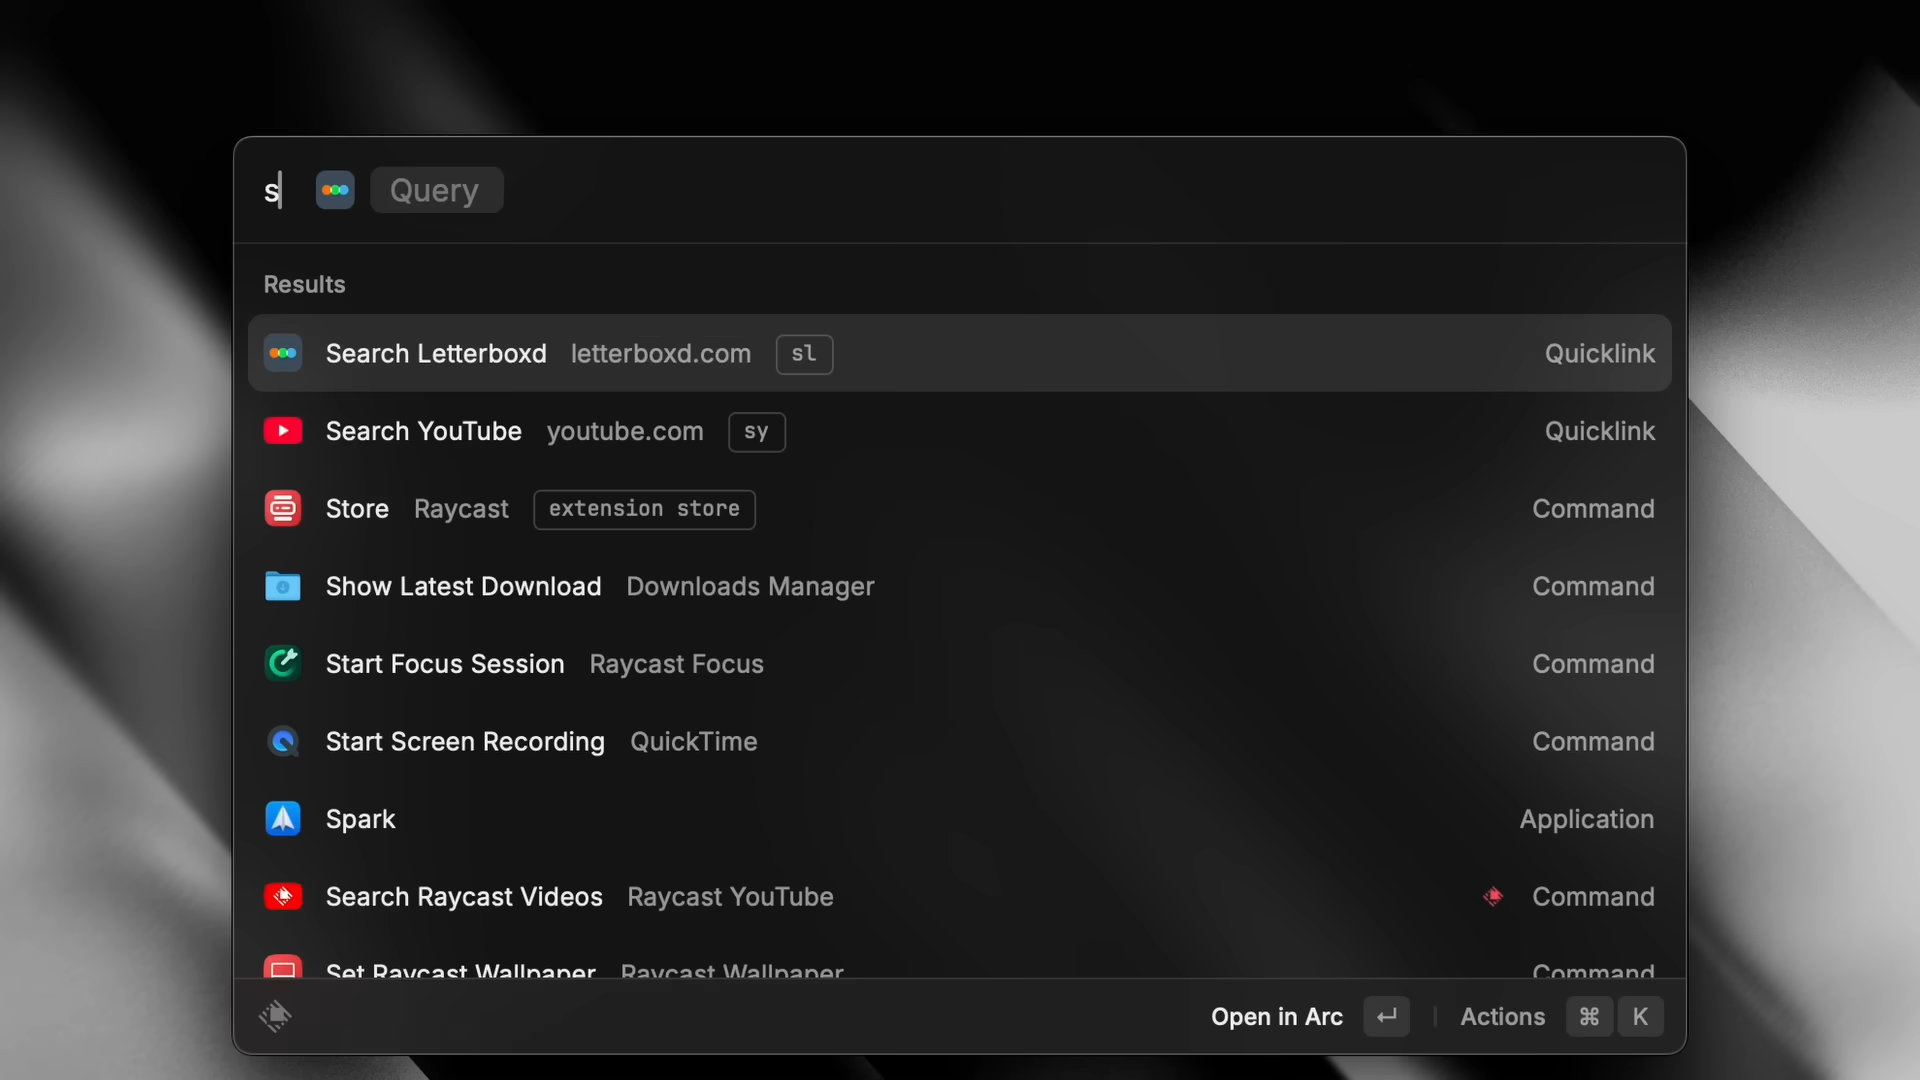 s Query
Results
Search Letterboxd letterboxd.com sl Quicklink
Search YouTube youtube.com sy Quicklink
Store Raycast extension store Command
Show Latest Download Downloads Manager Command
Start Focus Session Raycast Focus Command
Start Screen Recording QuickTime Command
Spark Application
Search Raycast Videos Raycast YouTube Command
Set Raycast Wallpaper Raycast Wallpaper Command
Open in Arc ↵ Actions ⌘ K